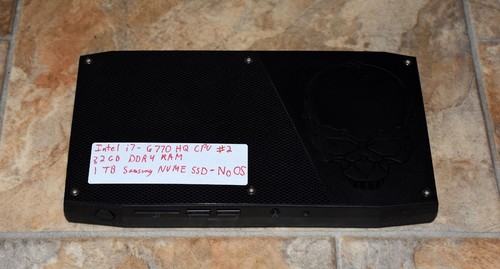 Intel i7-6770HQ CPU #2
32GB DDR4 RAM
1 TB Samsung NVME SSD - No OS